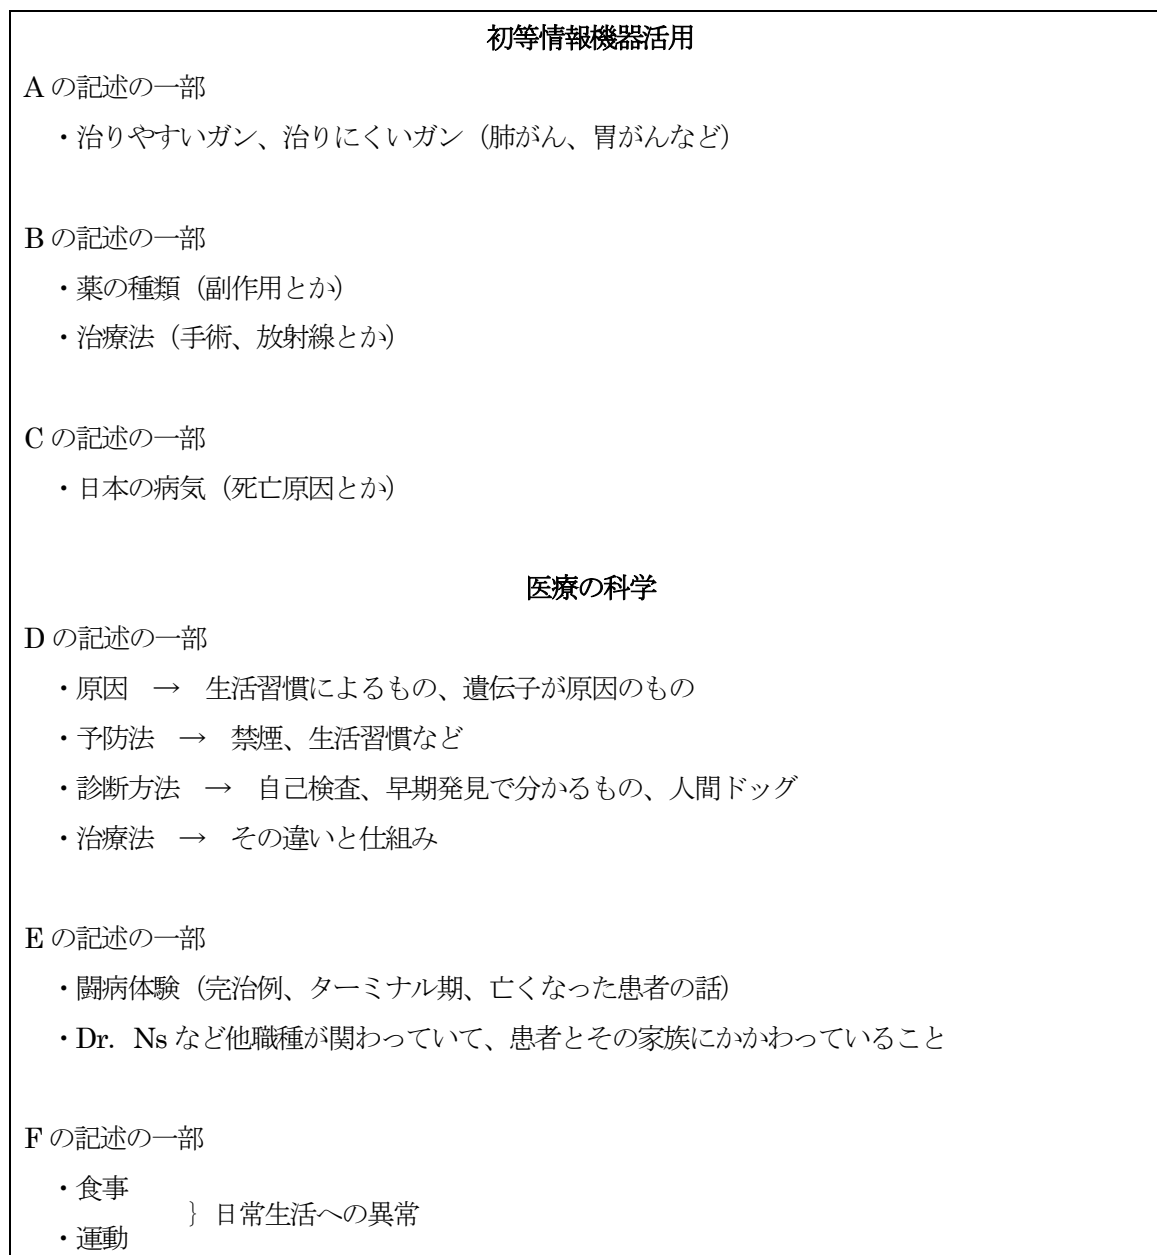 初等情報機器活用
A の記述の一部
・治りやすいガン、治りにくいガン（肺がん、胃がんなど）
B の記述の一部
・薬の種類（副作用とか）
・治療法（手術、放射線とか）
C の記述の一部
・日本の病気（死亡原因とか）
医療の科学
D の記述の一部
・原因　→　生活習慣によるもの、遺伝子が原因のもの
・予防法　→　禁煙、生活習慣など
・診断方法　→　自己検査、早期発見で分かるもの、人間ドッグ
・治療法　→　その違いと仕組み
E の記述の一部
・闘病体験（完治例、ターミナル期、亡くなった患者の話）
・Dr.　Ns など他職種が関わっていて、患者とその家族にかかわっていること
F の記述の一部
・食事
｝日常生活への異常
・運動